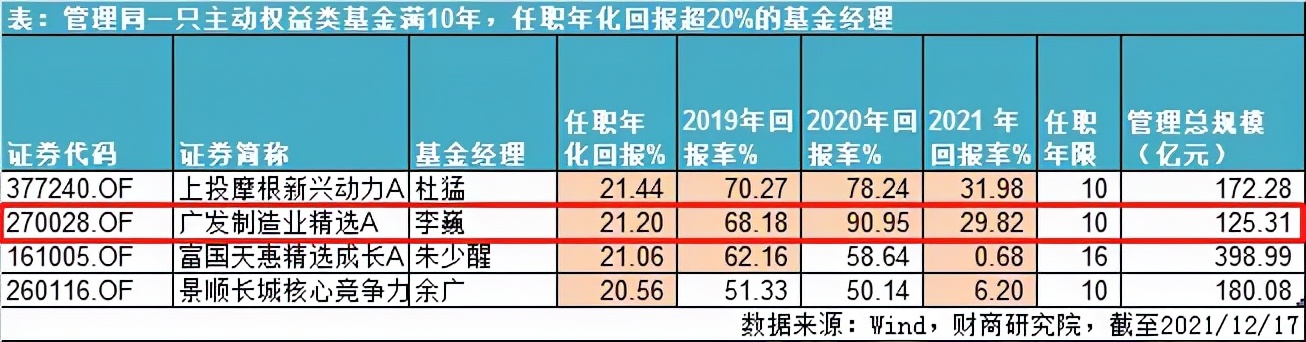 表：管理同一只主动权益类基金满10年，任职年化回报超20%的基金经理
证券代码 证券简称 基金经理 任职年化回报% 2019年回报率% 2020年回报率% 2021 年回报率% 任职年限 管理总规模（亿元）
377240.OF 上投摩根新兴动力A 杜猛 21.44 70.27 78.24 31.98 10 172.28
270028.OF 广发制造业精选A 李巍 21.20 68.18 90.95 29.82 10 125.31
161005.OF 富国天惠精选成长A 朱少醒 21.06 62.16 58.64 0.68 16 398.99
260116.OF 景顺长城核心竞争力 余广 20.56 51.33 50.14 6.20 10 180.08
数据来源：Wind，财商研究院，截至2021/12/17